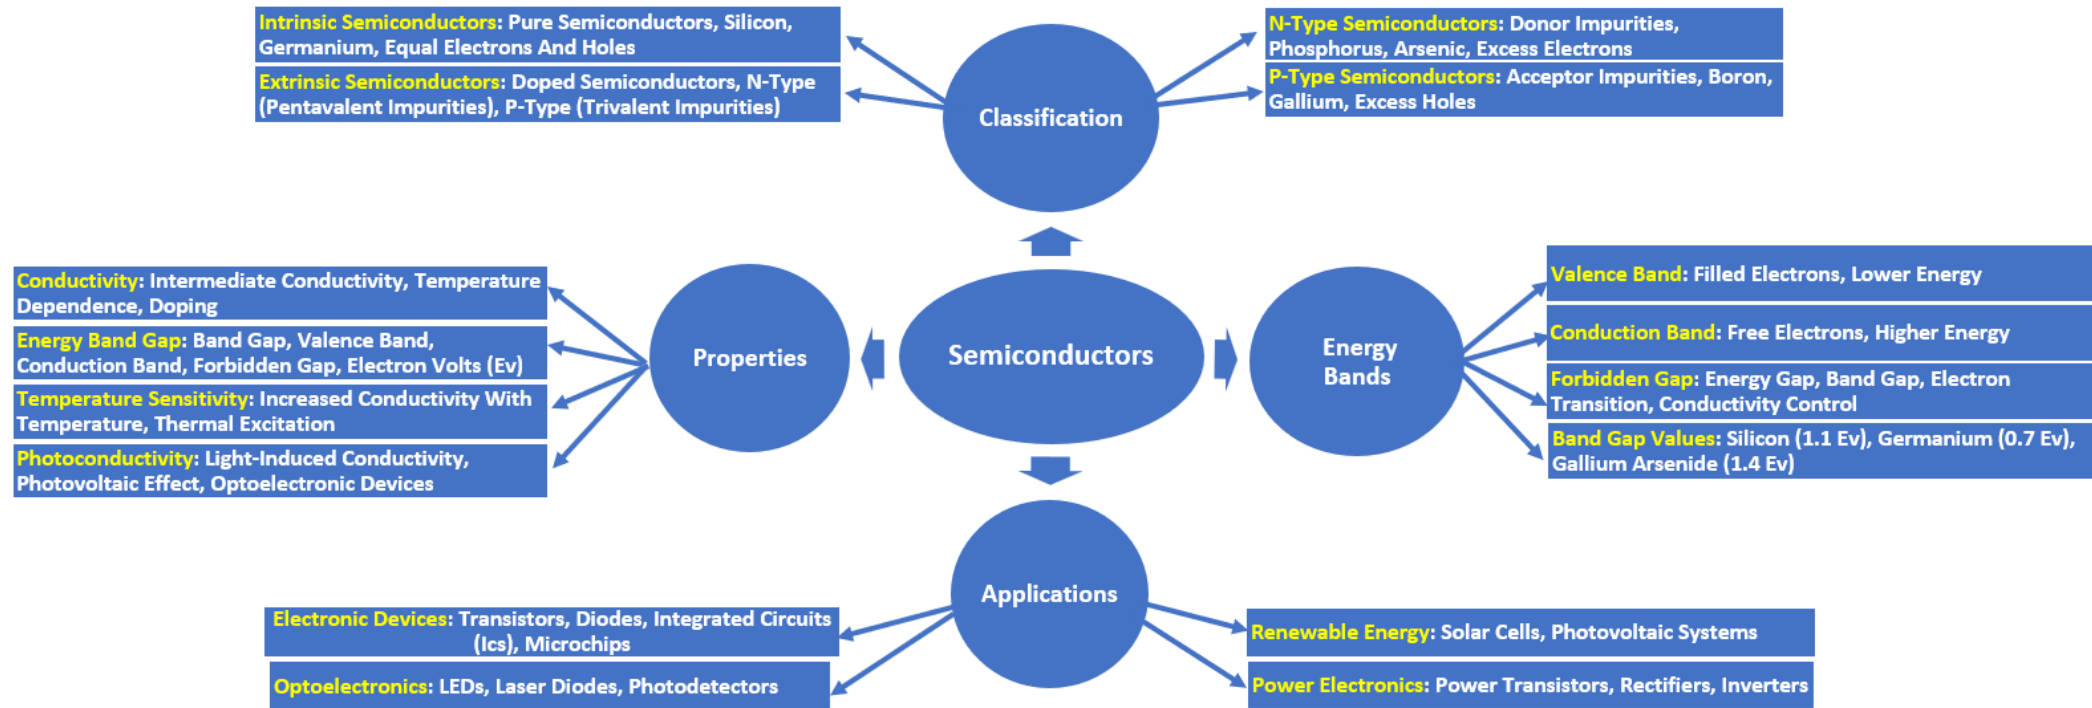 Intrinsic Semiconductors: Pure Semiconductors, Silicon,
Germanium, Equal Electrons And Holes
Extrinsic Semiconductors: Doped Semiconductors, N-Type
(Pentavalent Impurities), P-Type (Trivalent Impurities)
Classification
N-Type Semiconductors: Donor Impurities,
Phosphorus, Arsenic, Excess Electrons
P-Type Semiconductors: Acceptor Impurities, Boron,
Gallium, Excess Holes
Conductivity: Intermediate Conductivity, Temperature
Dependence, Doping
Energy Band Gap: Band Gap, Valence Band,
Conduction Band, Forbidden Gap, Electron Volts (Ev)
Temperature Sensitivity: Increased Conductivity With
Temperature, Thermal Excitation
Photoconductivity: Light-Induced Conductivity,
Photovoltaic Effect, Optoelectronic Devices
Properties
Semiconductors
Energy
Bands
Valence Band: Filled Electrons, Lower Energy
Conduction Band: Free Electrons, Higher Energy
Forbidden Gap: Energy Gap, Band Gap, Electron
Transition, Conductivity Control
Band Gap Values: Silicon (1.1 Ev), Germanium (0.7 Ev),
Gallium Arsenide (1.4 Ev)
Applications
Electronic Devices: Transistors, Diodes, Integrated Circuits
(Ics), Microchips
Optoelectronics: LEDs, Laser Diodes, Photodetectors
Renewable Energy: Solar Cells, Photovoltaic Systems
Power Electronics: Power Transistors, Rectifiers, Inverters